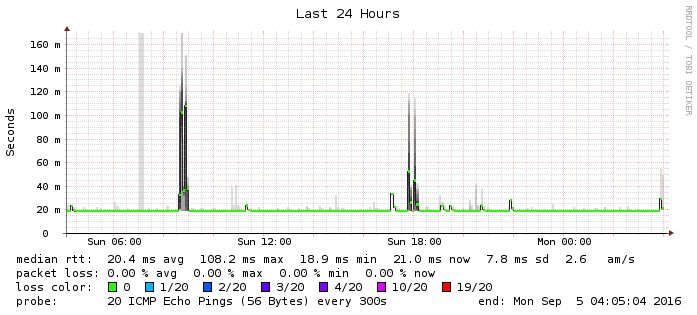 Last 24 Hours
RRDTOOL / TOBI OETIKER
Seconds
160 m
140 m
120 m
100 m
80 m
60 m
40 m
20 m
0
Sun 06:00 Sun 12:00 Sun 18:00 Mon 00:00
median rtt: 20.4 ms avg 108.2 ms max 18.9 ms min 21.0 ms now 7.8 ms sd 2.6 am/s
packet loss: 0.00 % avg 0.00 % max 0.00 % min 0.00 % now
loss color: 0 1/20 2/20 3/20 4/20 10/20 19/20
probe: 20 ICMP Echo Pings (56 Bytes) every 300s end: Mon Sep 5 04:05:04 2016